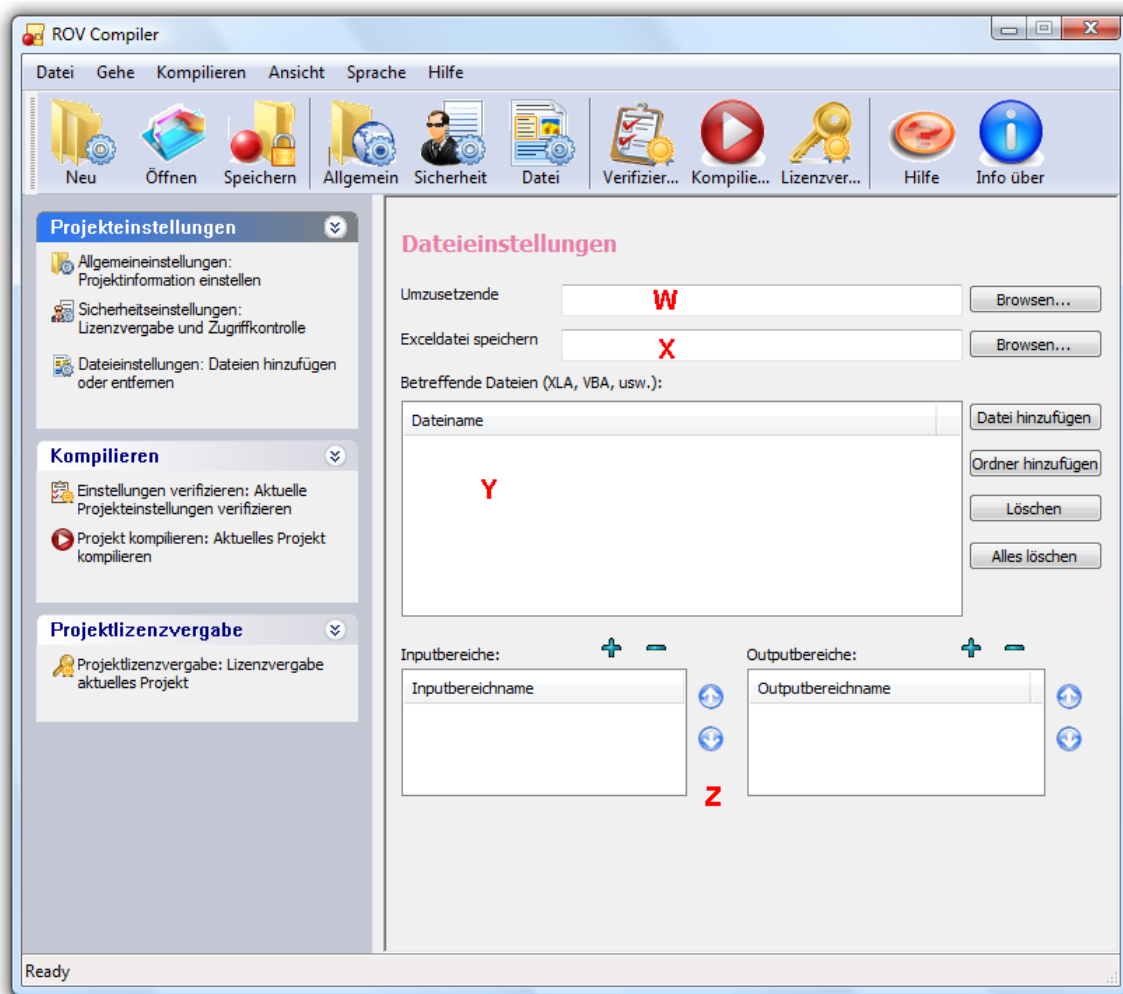 ROV Compiler
Datei Gehe Kompilieren Ansicht Sprache Hilfe
Neu Öffnen Speichern Allgemein Sicherheit Datei Verifizier... Kompilie... Lizenzver... Hilfe Info über
Projekteinstellungen
Allgemeineinstellungen:
Projektinformation einstellen
Sicherheitseinstellungen:
Lizenzvergabe und Zugriffkontrolle
Dateieinstellungen: Dateien hinzufügen
oder entfernen
Kompilieren
Einstellungen verifizieren: Aktuelle
Projekteinstellungen verifizieren
Projekt kompilieren: Aktuelles Projekt
kompilieren
Projektlizenzvergabe
Projektlizenzvergabe: Lizenzvergabe
aktuelles Projekt
Dateieinstellungen
Umzusetzende W Browsen...
Exceldatei speichern X Browsen...
Betreffende Dateien (XLA, VBA, usw.):
Dateiname
Y
Datei hinzufügen
Ordner hinzufügen
Löschen
Alles löschen
Inputbereiche: Outputbereiche:
Inputbereichname Outputbereichname
Z
Ready